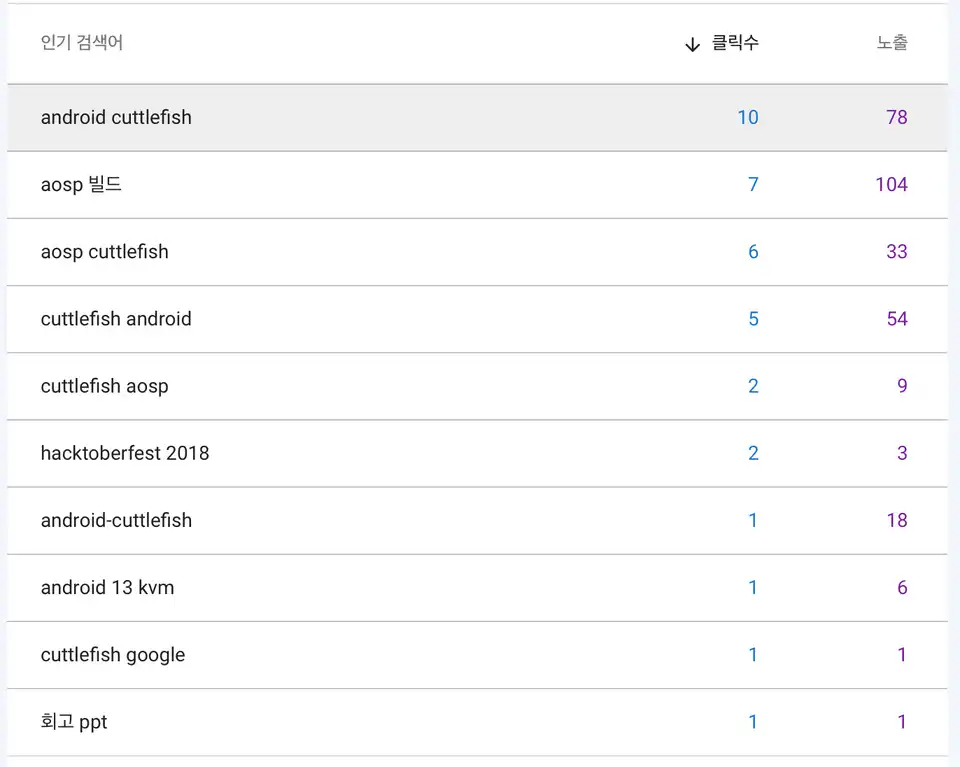 인기 검색어 ↓ 클릭수 노출
android cuttlefish 10 78
aosp 빌드 7 104
aosp cuttlefish 6 33
cuttlefish android 5 54
cuttlefish aosp 2 9
hacktoberfest 2018 2 3
android-cuttlefish 1 18
android 13 kvm 1 6
cuttlefish google 1 1
회고 ppt 1 1